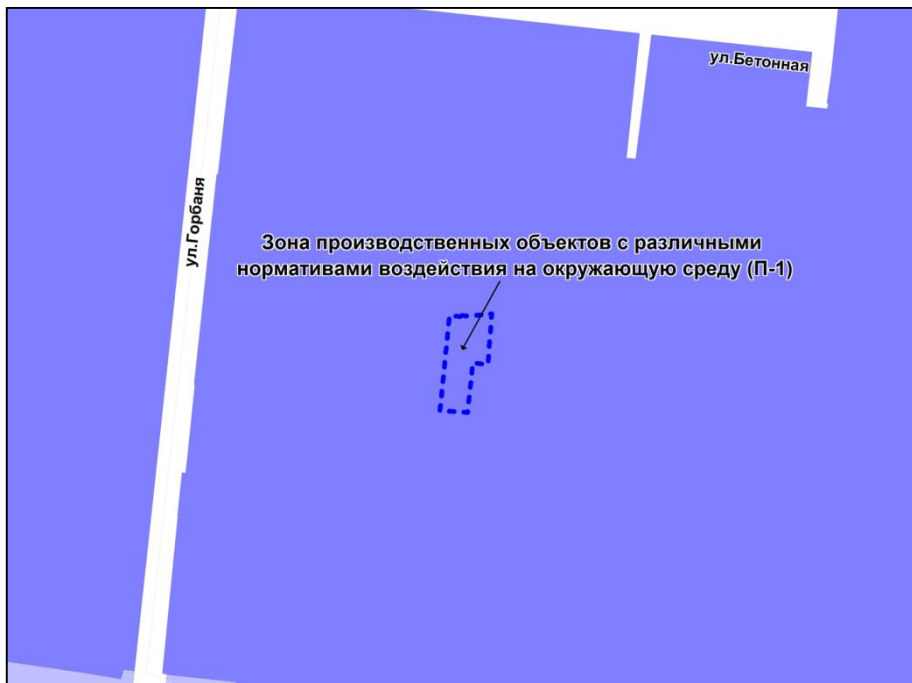 ул.Бетонная
ул.Горбаня
Зона производственных объектов с различными
нормативами воздействия на окружающую среду (П-1)